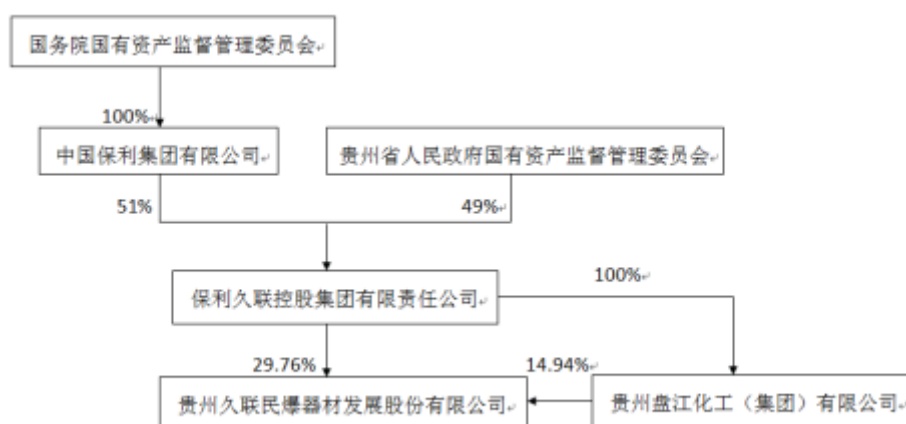 国务院国有资产监督管理委员会
100%
中国保利集团有限公司
贵州省人民政府国有资产监督管理委员会
51%
49%
保利久联控股集团有限责任公司
100%
29.76%
14.94%
贵州久联民爆器材发展股份有限公司
贵州盘江化工（集团）有限公司